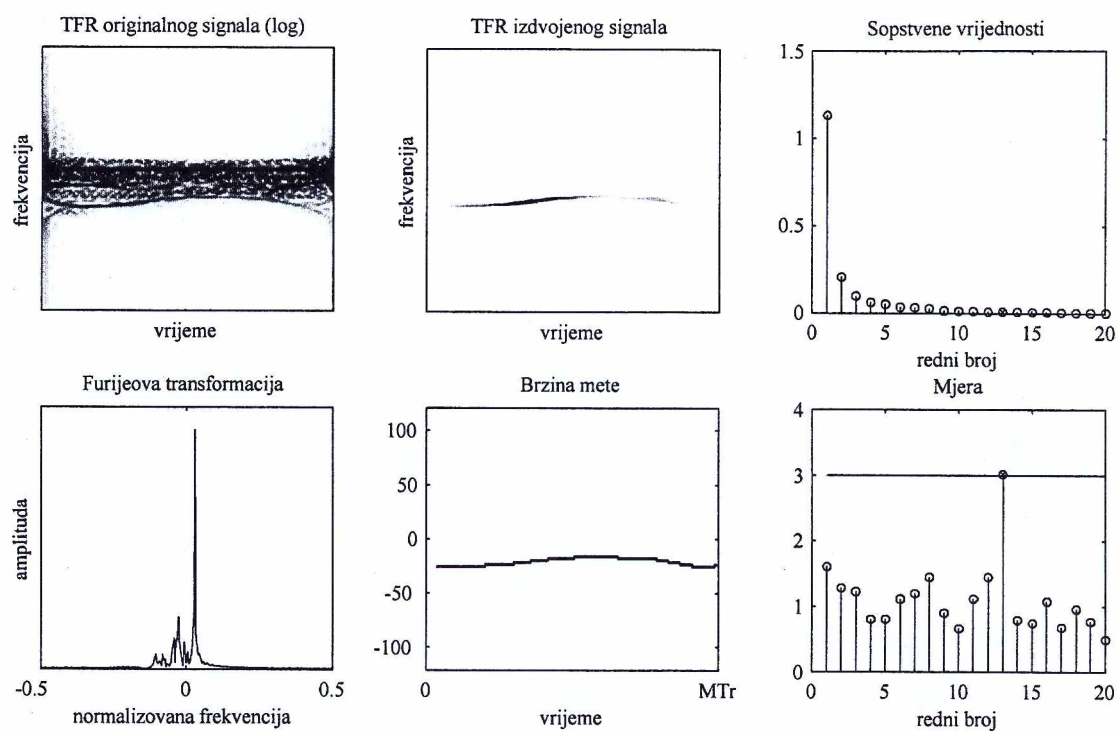 TFR originalnog signala (log)
frekvencija
vrijeme
TFR izdvojenog signala
frekvencija
vrijeme
Sopstvene vrijednosti
1.5
1
0.5
0
0 5 10 15 20
redni broj
Furijeova transformacija
amplituda
-0.5 0 0.5
normalizovana frekvencija
Brzina mete
100
50
0
-50
-100
0 MTr
vrijeme
Mjera
4
3
2
1
0
0 5 10 15 20
redni broj